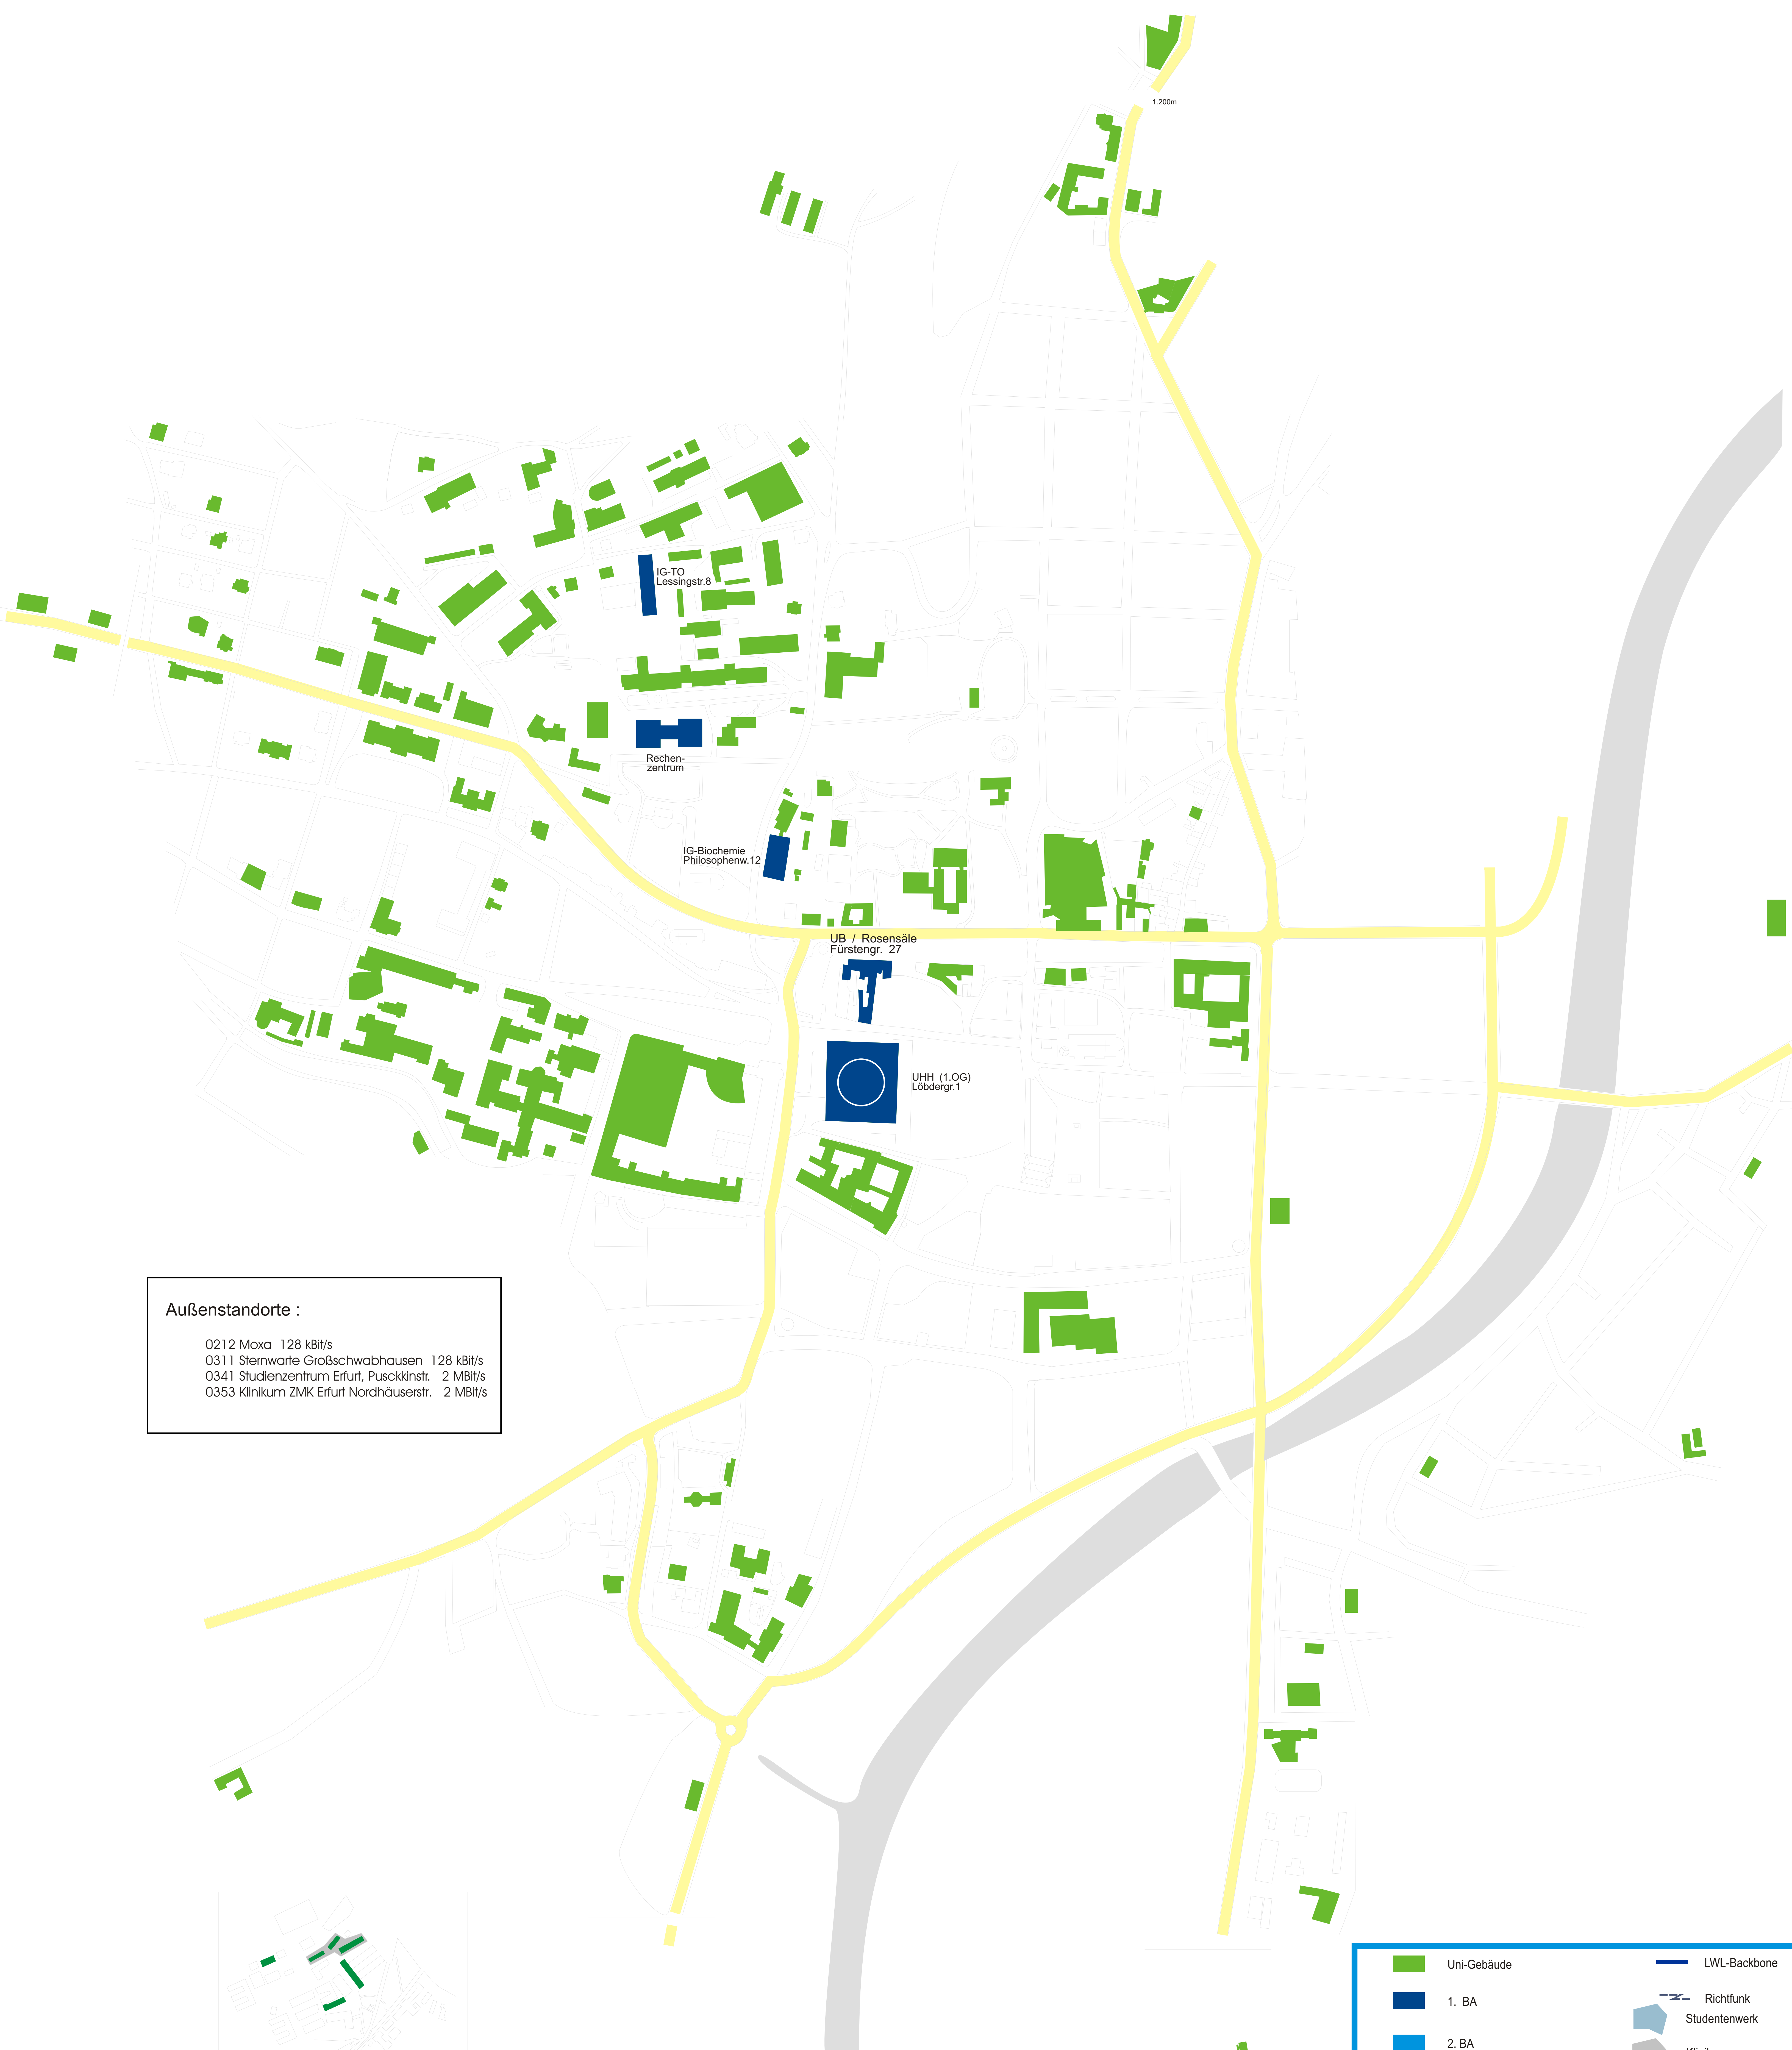 1.200m
IG-TO
Lessingstr.8
Rechen-
zentrum
IG-Biochemie
Philosophenw.12
UB / Rosensäle
Fürstengr. 27
UHH (1.OG)
Löbdergr.1
Außenstandorte :
0212 Moxa 128 kBit/s
0311 Sternwarte Großschwabhausen 128 kBit/s
0341 Studienzentrum Erfurt, Pusckkinstr. 2 MBit/s
0353 Klinikum ZMK Erfurt Nordhäuserstr. 2 MBit/s
Uni-Gebäude
LWL-Backbone
1. BA
Richtfunk
Studentenwerk
2. BA